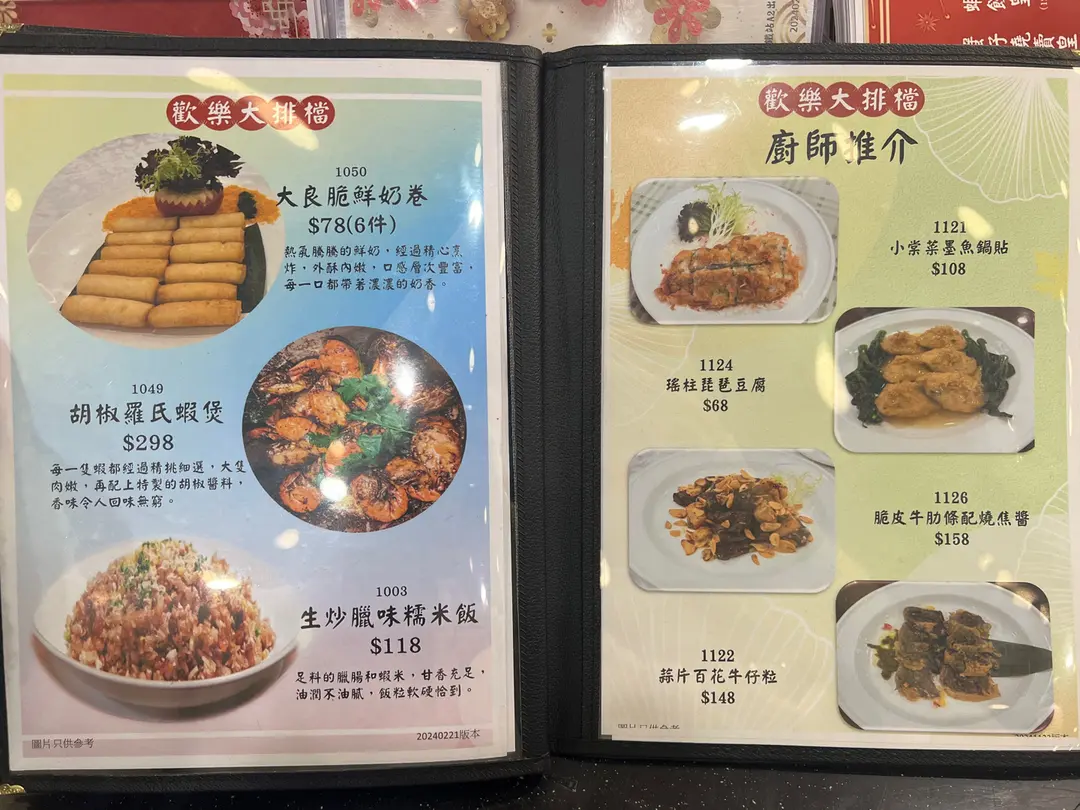 歡樂大排檔
1050
大良脆鮮奶卷
$78(6件)
熱氣騰騰的鮮奶，經過精心烹
炸，外酥內嫩，口感層次豐富，
每一口都帶著濃濃的奶香。
1049
胡椒羅氏蝦煲
$298
每一隻蝦都經過精挑細選，大隻
肉嫩，再配上特製的胡椒醬料，
香味令人回味無窮。
1003
生炒臘味糯米飯
$118
足料的臘腸和蝦米，甘香充足，
油潤不油膩，飯粒軟硬恰到。
圖片只供參考
20240221版本
歡樂大排檔
廚師推介
1121
小棠菜墨魚鍋貼
$108
1124
瑤柱琵琶豆腐
$68
1126
脆皮牛肋條配燒焦醬
$158
1122
蒜片百花牛仔粒
$148
圖片只供參考